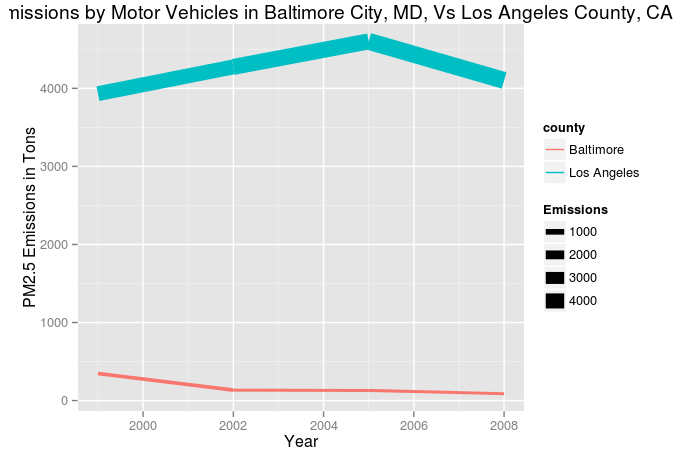 missions by Motor Vehicles in Baltimore City, MD, Vs Los Angeles County, CA
PM2.5 Emissions in Tons
4000
3000
2000
1000
0
2000
2002
2004
2006
2008
Year
county
Baltimore
Los Angeles
Emissions
1000
2000
3000
4000